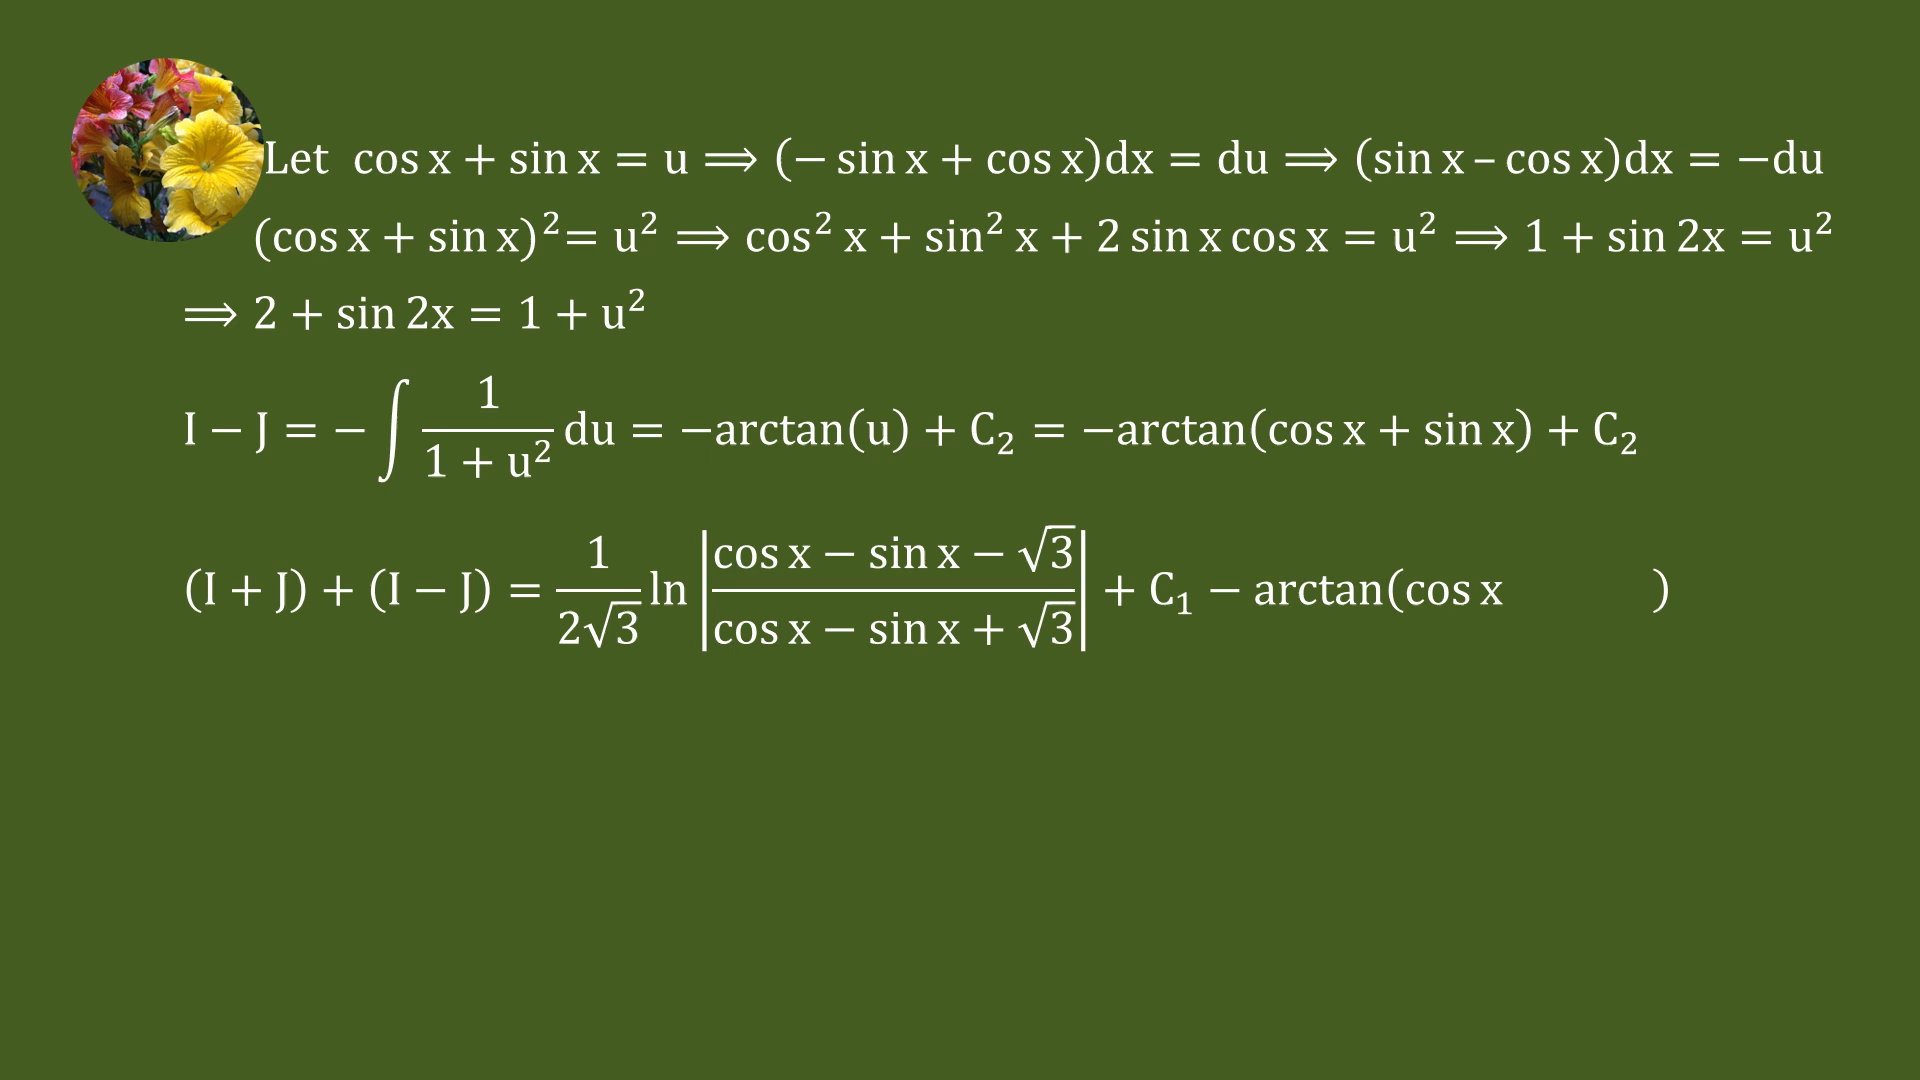 Let cos x + sin x = u ⟹ (− sin x + cos x)dx = du ⟹ (sin x – cos x)dx = −du
(cos x + sin x)²= u² ⟹ cos² x + sin² x + 2 sin x cos x = u² ⟹ 1 + sin 2x = u²
⟹ 2 + sin 2x = 1 + u²
I − J = − ∫ 1/(1 + u²) du = −arctan(u) + C₂ = −arctan(cos x + sin x) + C₂
(I + J) + (I − J) = 1/(2√3) ln |(cos x − sin x − √3)/(cos x − sin x + √3)| + C₁ − arctan(cos x )